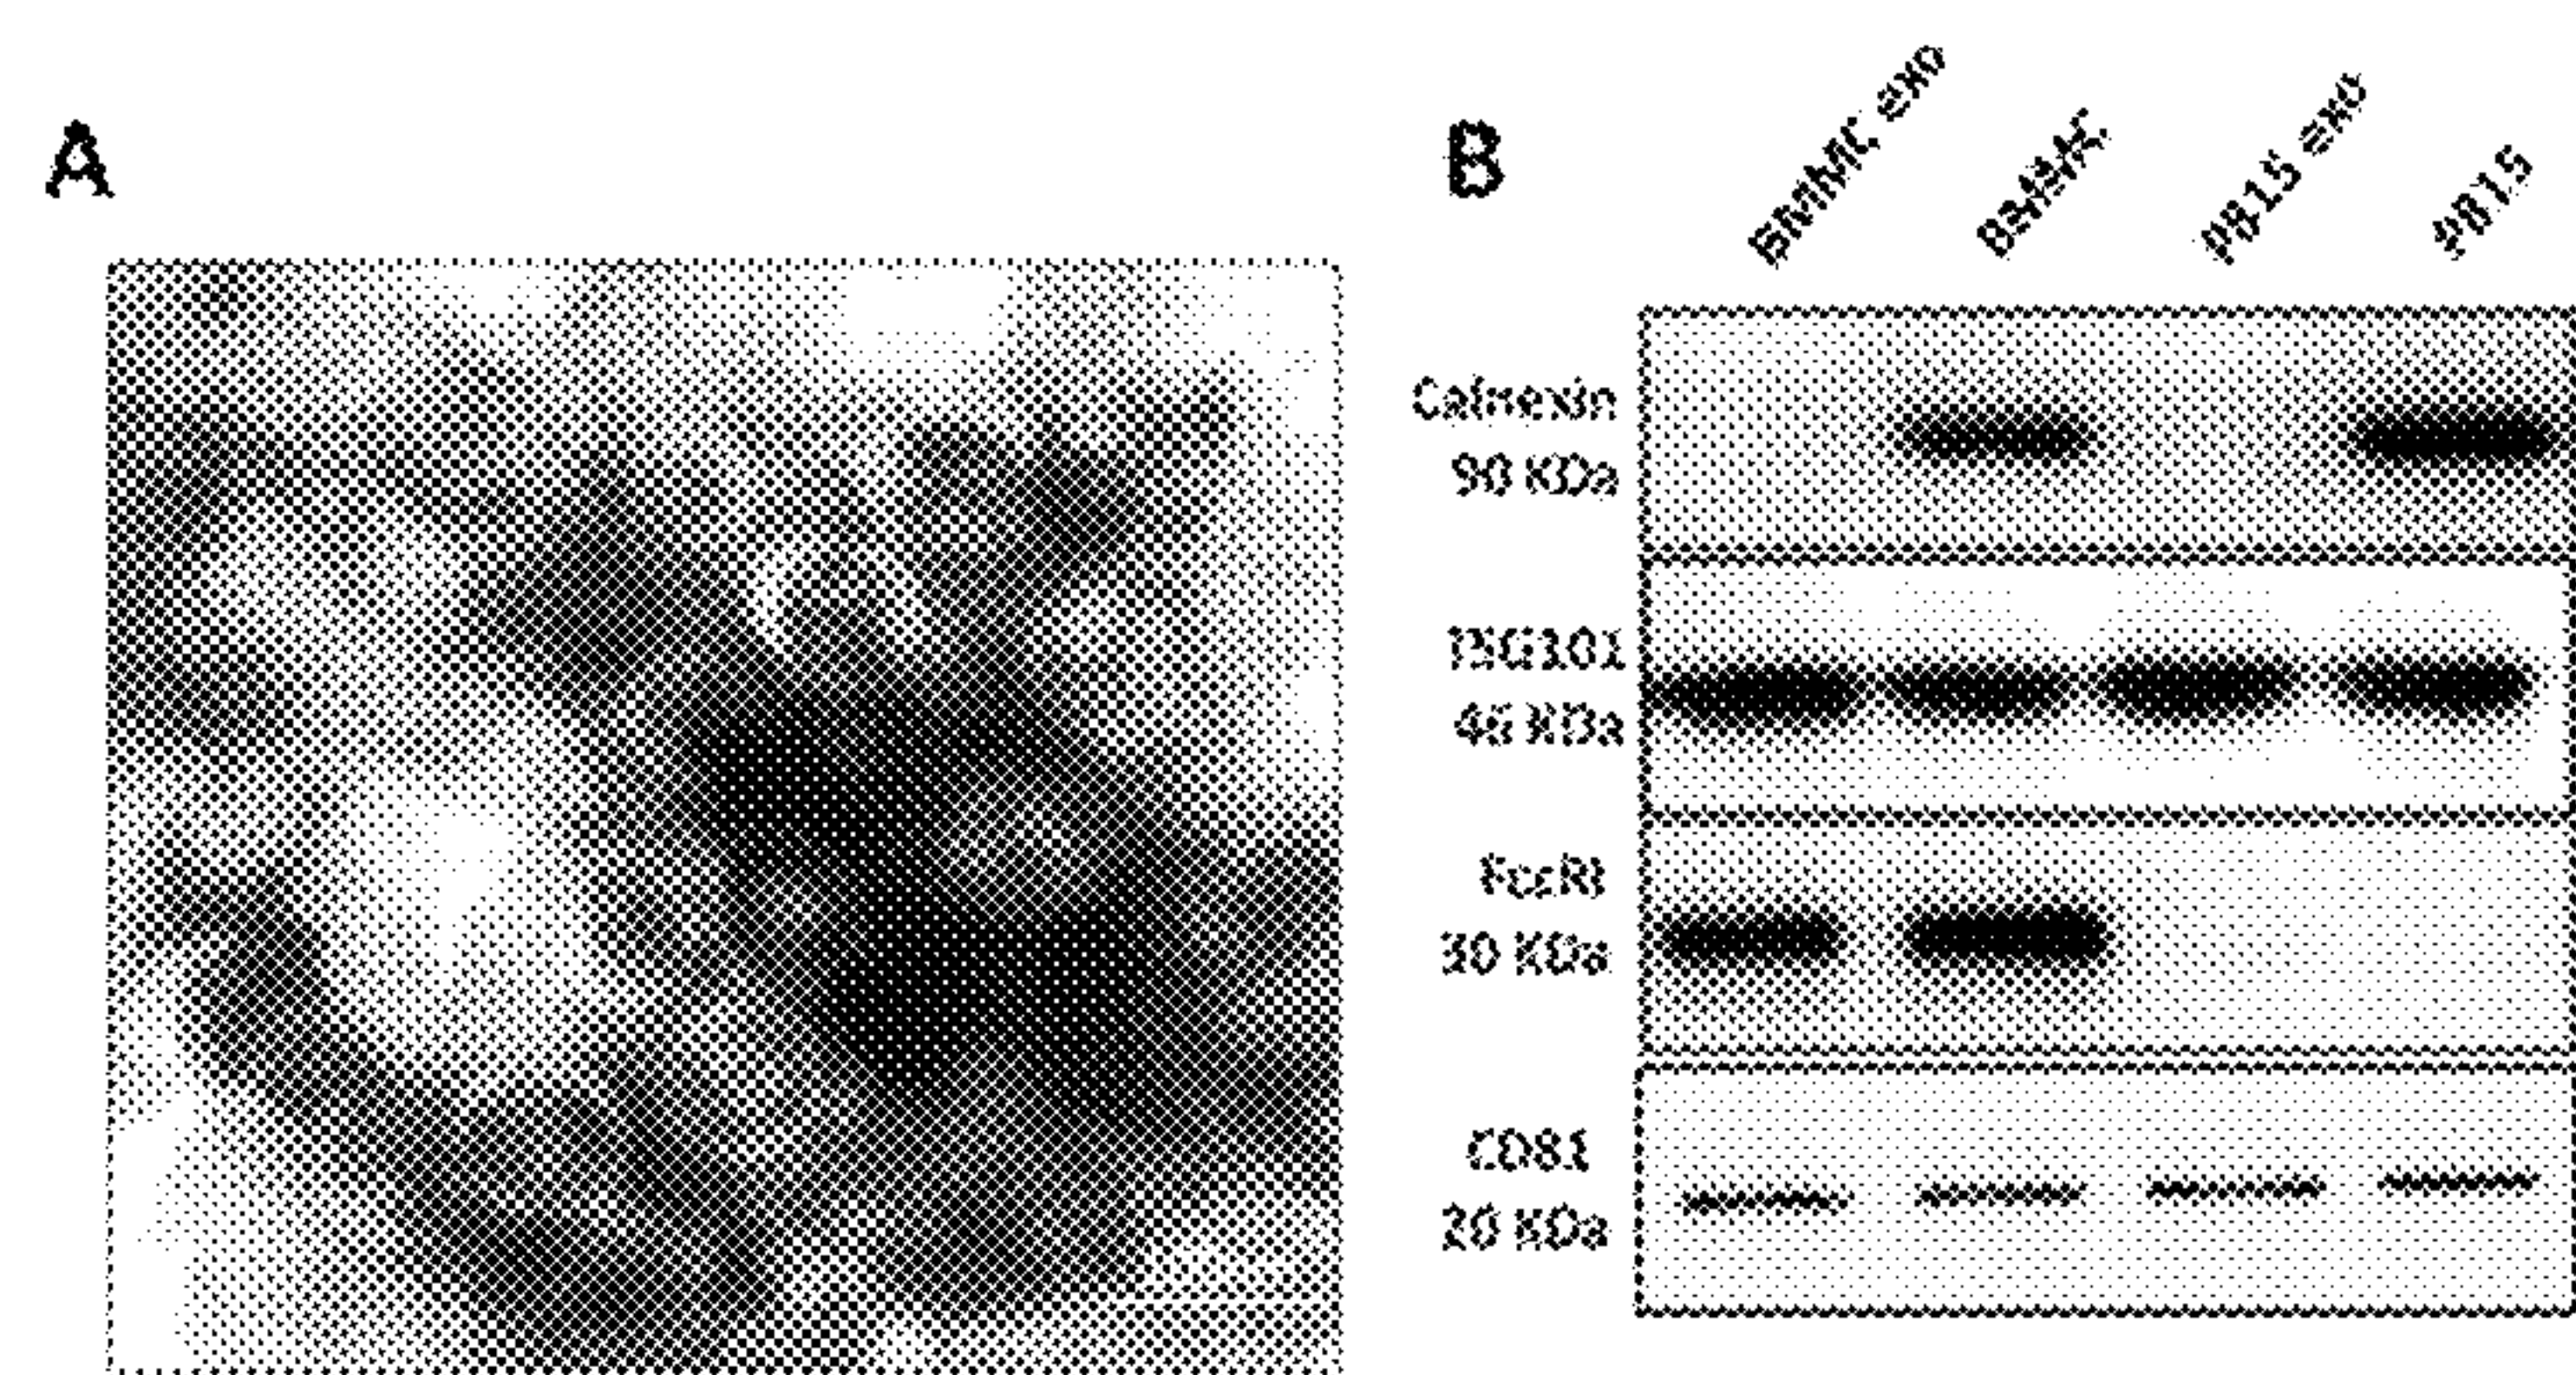 A
B
BMMC exo
BMMC
P815 exo
P815
Calnexin
90 KDa
TSG101
46 KDa
FcεRI
30 KDa
CD81
20 KDa